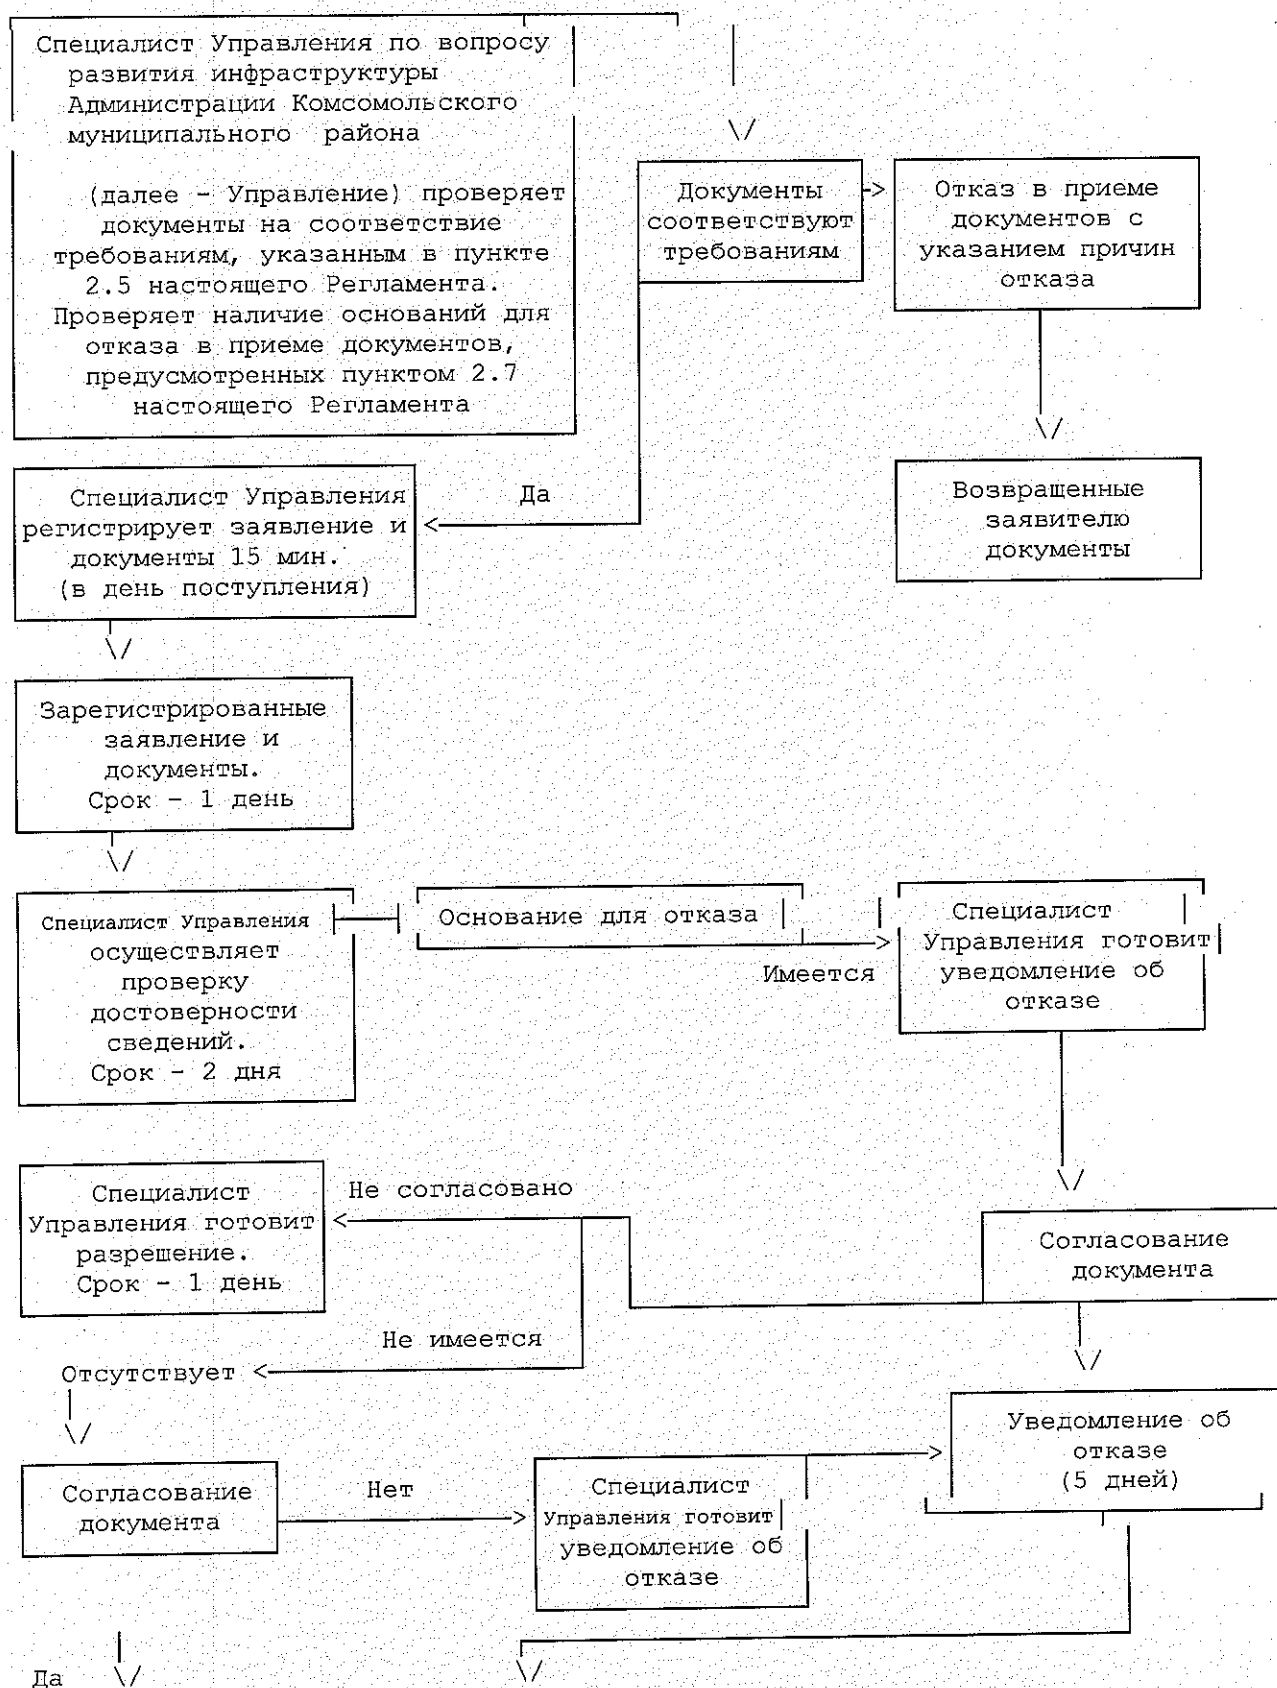 Специалист Управления по вопросу
развития инфраструктуры
Администрации Комсомольского
муниципального района
(далее - Управление) проверяет
документы на соответствие
требованиям, указанным в пункте
2.5 настоящего Регламента.
Проверяет наличие оснований для
отказа в приеме документов,
предусмотренных пунктом 2.7
настоящего Регламента
Документы
соответствуют
требованиям
Отказ в приеме
документов с
указанием причин
отказа
Возвращенные
заявителю
документы
Да
Специалист Управления
регистрирует заявление и
документы 15 мин.
(в день поступления)
Зарегистрированные
заявление и
документы.
Срок - 1 день
Специалист Управления
осуществляет
проверку
достоверности
сведений.
Срок - 2 дня
Основание для отказа
Имеется
Специалист
Управления готовит
уведомление об
отказе
Специалист
Управления готовит
разрешение.
Срок - 1 день
Не согласовано
Согласование
документа
Не имеется
Отсутствует
Уведомление об
отказе
(5 дней)
Согласование
документа
Нет
Специалист
Управления готовит
уведомление об
отказе
Да